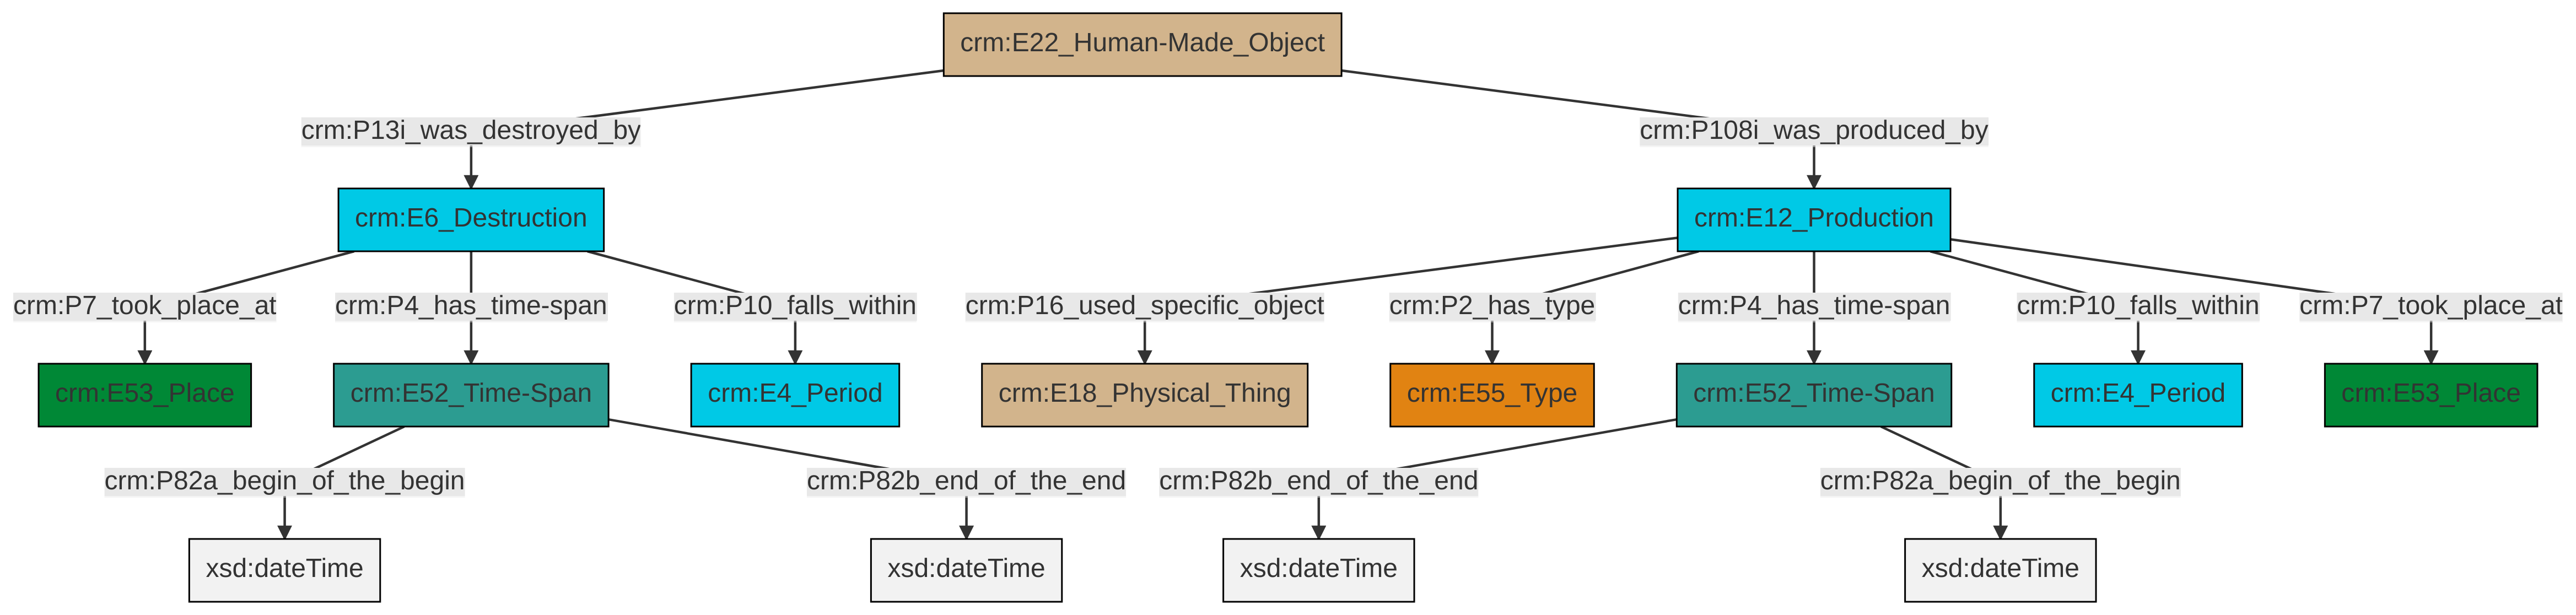 crm:E22_Human-Made_Object
crm:P13i_was_destroyed_by
crm:P108i_was_produced_by
crm:E6_Destruction
crm:E12_Production
crm:P7_took_place_at
crm:P4_has_time-span
crm:P10_falls_within
crm:P16_used_specific_object
crm:P2_has_type
crm:P4_has_time-span
crm:P10_falls_within
crm:P7_took_place_at
crm:E53_Place
crm:E52_Time-Span
crm:E4_Period
crm:E18_Physical_Thing
crm:E55_Type
crm:E52_Time-Span
crm:E4_Period
crm:E53_Place
crm:P82a_begin_of_the_begin
crm:P82b_end_of_the_end
crm:P82b_end_of_the_end
crm:P82a_begin_of_the_begin
xsd:dateTime
xsd:dateTime
xsd:dateTime
xsd:dateTime